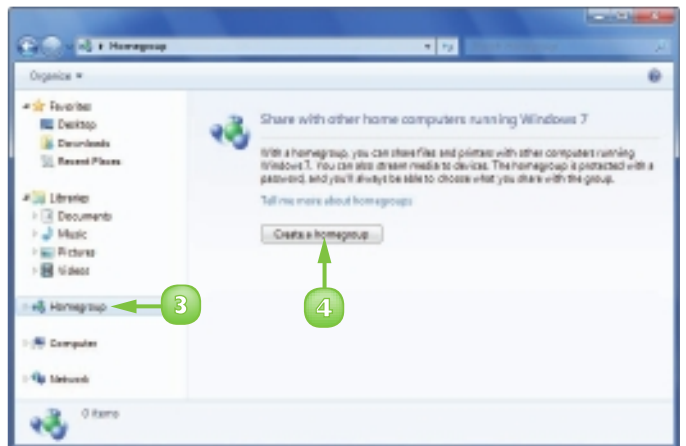 Homegroup
Organize
Favorites
Desktop
Downloads
Recent Places
Libraries
Documents
Music
Pictures
Videos
Homegroup
3
Computer
Network
Share with other home computers running Windows 7
With a homegroup, you can share files and printers with other computers running
Windows 7. You can also stream media to devices. The homegroup is protected with a
password, and you'll always be able to choose what you share with the group.
Tell me more about homegroups
Create a homegroup
4
0 items